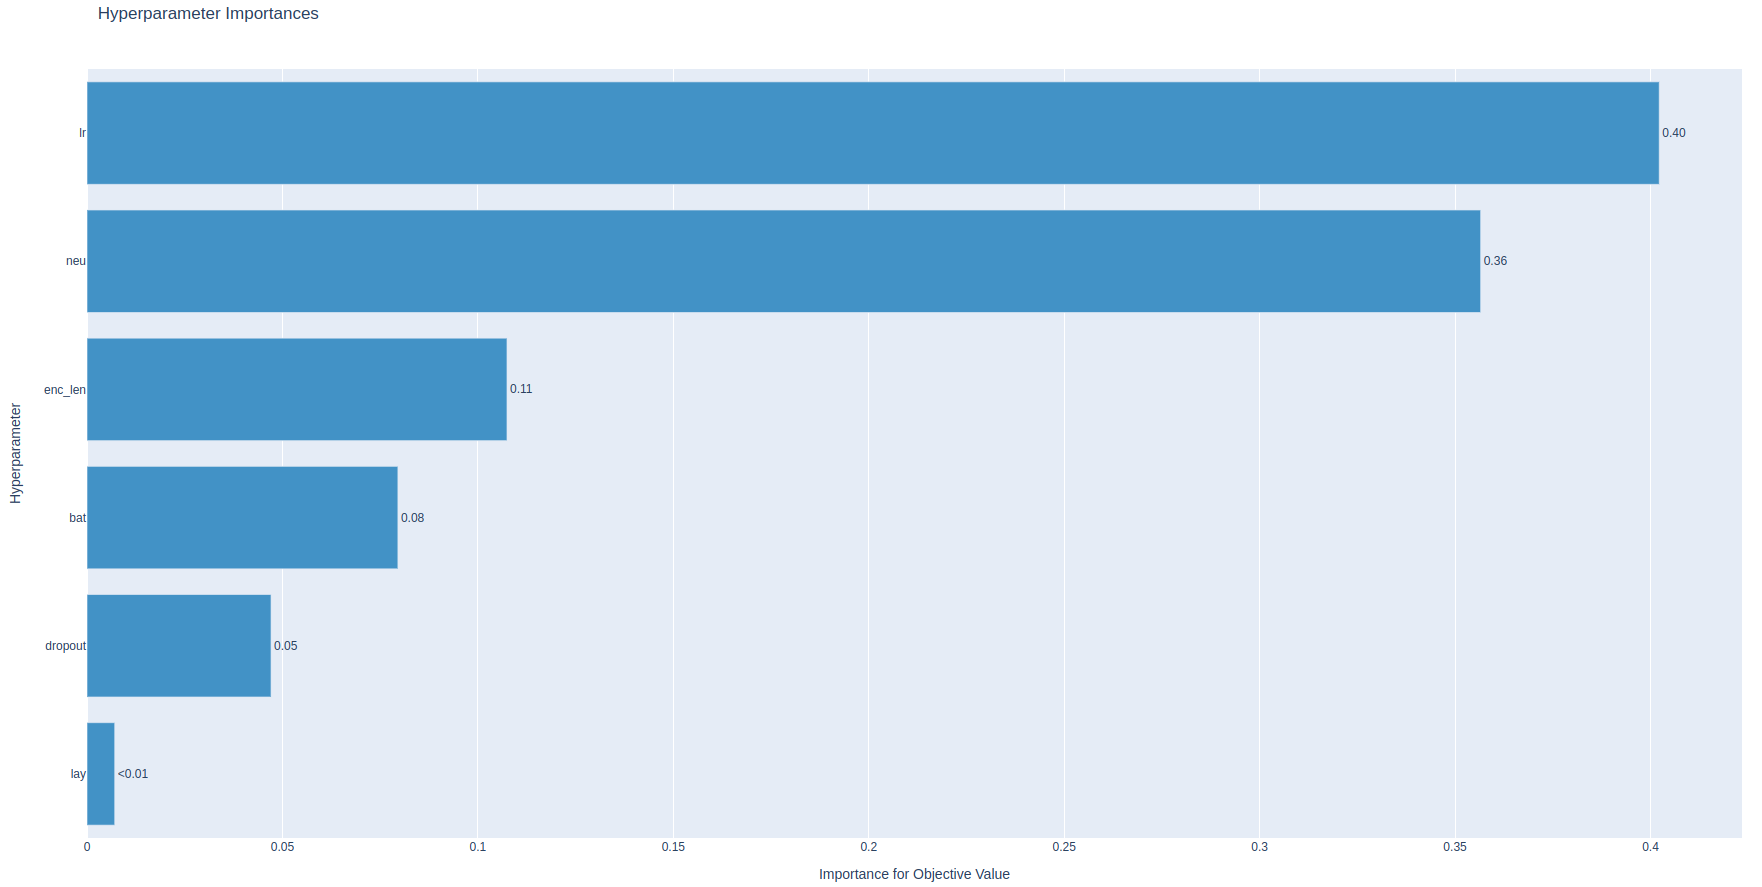 Hyperparameter Importances
Hyperparameter
lr
0.40
neu
0.36
enc_len
0.11
bat
0.08
dropout
0.05
lay
<0.01
0 0.05 0.1 0.15 0.2 0.25 0.3 0.35 0.4
Importance for Objective Value